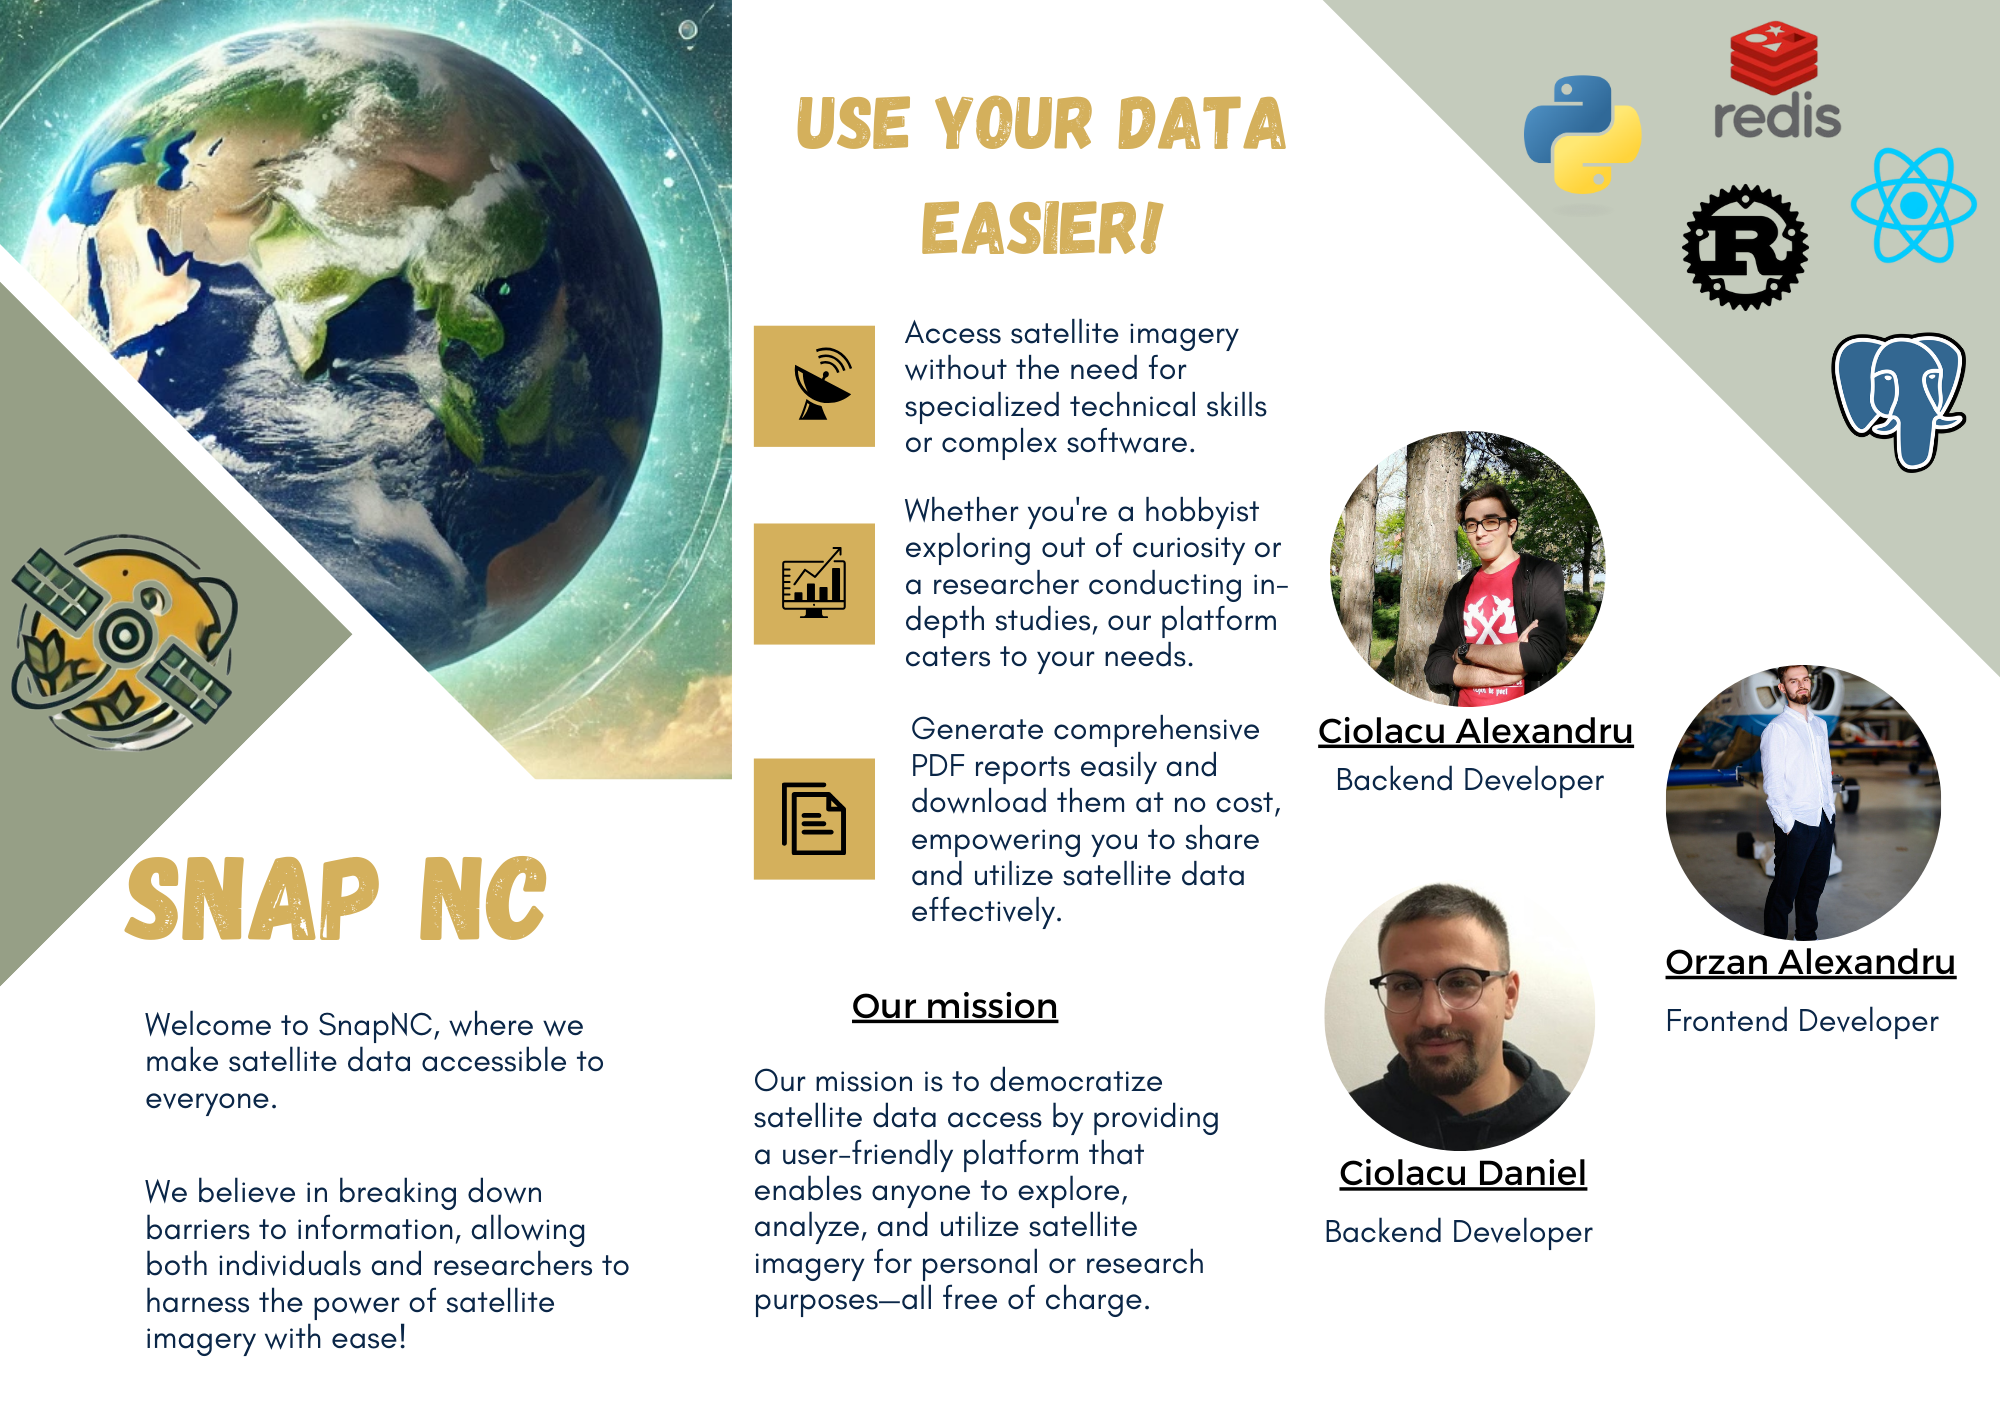 SNAP NC
Welcome to SnapNC, where we
make satellite data accessible to
everyone.
We believe in breaking down
barriers to information, allowing
both individuals and researchers to
harness the power of satellite
imagery with ease!
USE YOUR DATA
EASIER!
Access satellite imagery
without the need for
specialized technical skills
or complex software.
Whether you're a hobbyist
exploring out of curiosity or
a researcher conducting in-
depth studies, our platform
caters to your needs.
Generate comprehensive
PDF reports easily and
download them at no cost,
empowering you to share
and utilize satellite data
effectively.
Our mission
Our mission is to democratize
satellite data access by providing
a user-friendly platform that
enables anyone to explore,
analyze, and utilize satellite
imagery for personal or research
purposes—all free of charge.
redis
R
Ciolacu Alexandru
Backend Developer
Orzan Alexandru
Frontend Developer
Ciolacu Daniel
Backend Developer